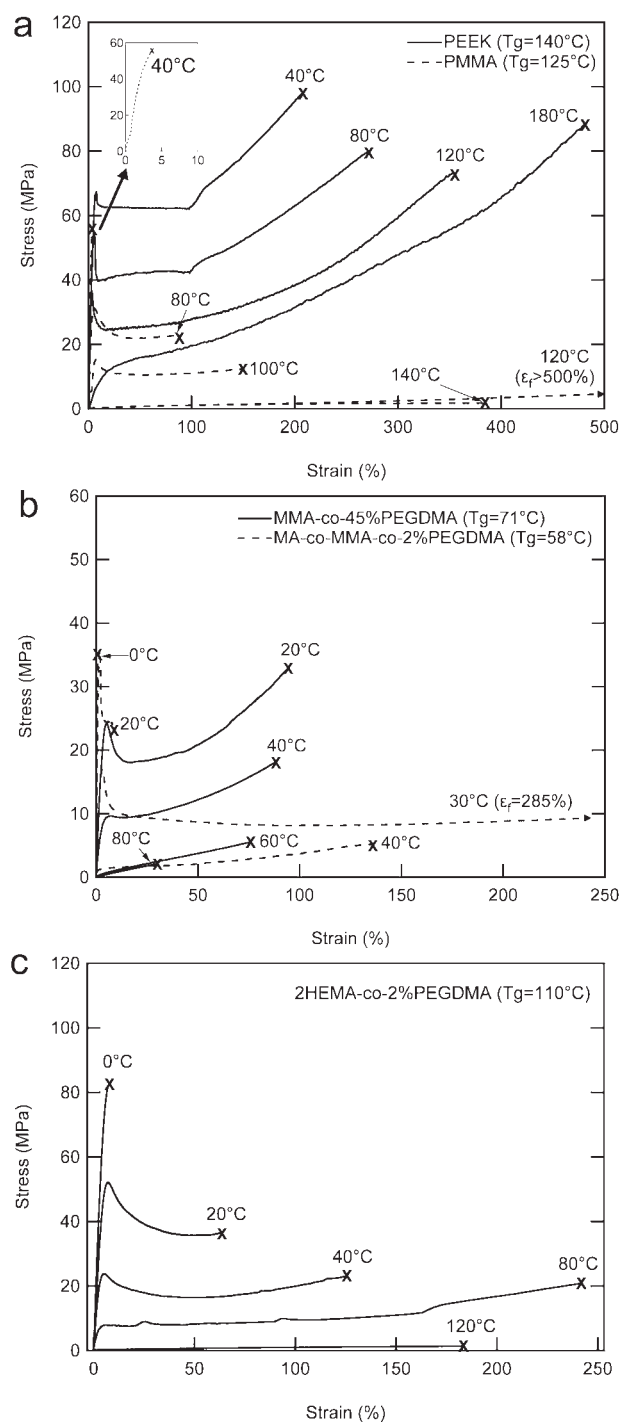 a
PEEK (Tg=140°C)
PMMA (Tg=125°C)
120
100
80
60
40
20
0
Stress (MPa)
60
50
40
30
20
10
0
0
5
10
40°C
40°C
80°C
120°C
180°C
80°C
100°C
140°C
120°C
(εf>500%)
0
100
200
300
400
500
Strain (%)
b
MMA-co-45%PEGDMA (Tg=71°C)
MA-co-MMA-co-2%PEGDMA (Tg=58°C)
60
50
40
30
20
10
0
Stress (MPa)
0°C
20°C
20°C
40°C
30°C (εf=285%)
80°C
60°C
40°C
0
50
100
150
200
250
Strain (%)
c
2HEMA-co-2%PEGDMA (Tg=110°C)
120
100
80
60
40
20
0
Stress (MPa)
0°C
20°C
40°C
80°C
120°C
0
50
100
150
200
250
Strain (%)